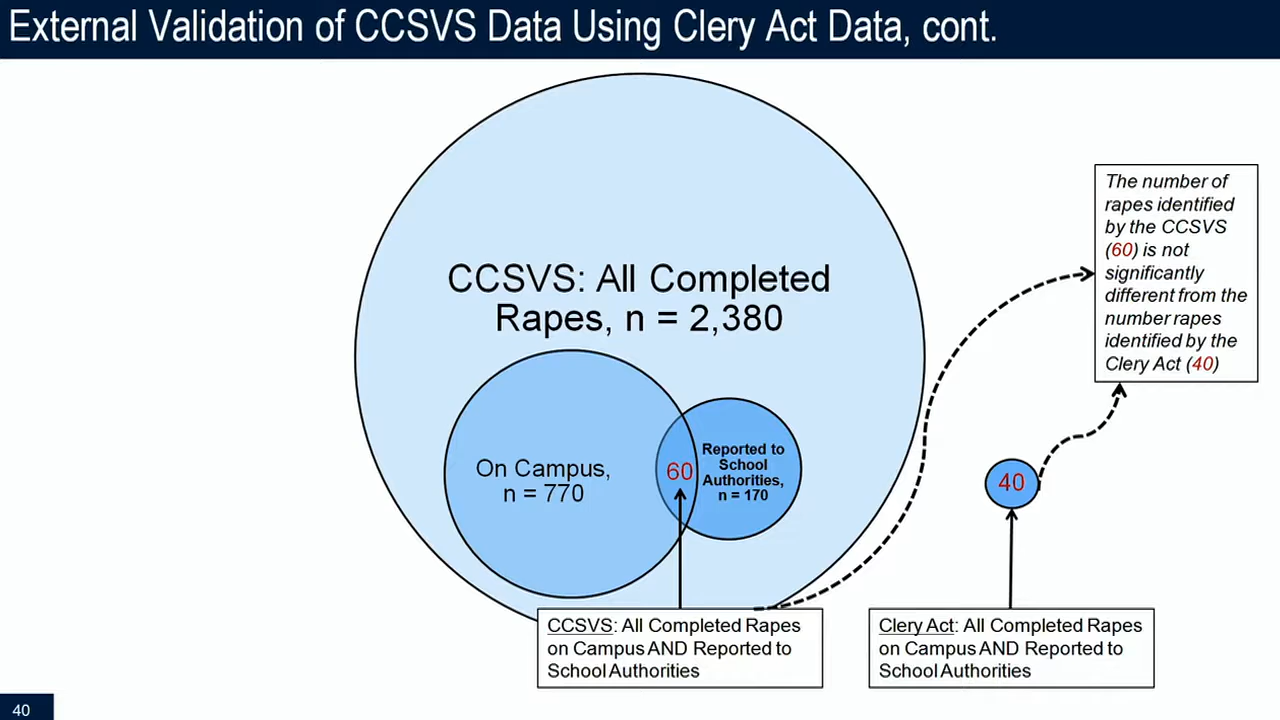 External Validation of CCSVS Data Using Clery Act Data, cont.
CCSVS: All Completed
Rapes, n = 2,380
On Campus,
n = 770
60
Reported to
School
Authorities,
n = 170
The number of
rapes identified
by the CCSVS
(60) is not
significantly
different from the
number rapes
identified by the
Clery Act (40)
40
CCSVS: All Completed Rapes
on Campus AND Reported to
School Authorities
Clery Act: All Completed Rapes
on Campus AND Reported to
School Authorities
40